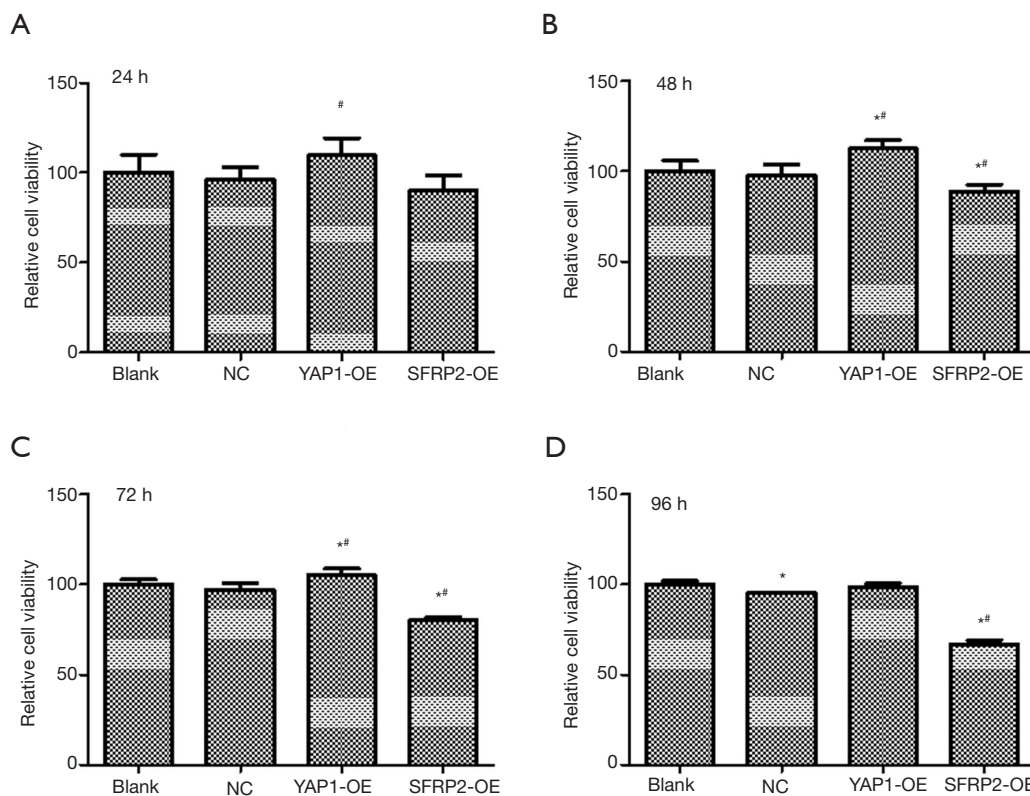 A
24 h
Relative cell viability
150
100
50
0
#
Blank NC YAP1-OE SFRP2-OE
B
48 h
Relative cell viability
150
100
50
0
*#
*#
Blank NC YAP1-OE SFRP2-OE
C
72 h
Relative cell viability
150
100
50
0
*#
*#
Blank NC YAP1-OE SFRP2-OE
D
96 h
Relative cell viability
150
100
50
0
*
*#
Blank NC YAP1-OE SFRP2-OE